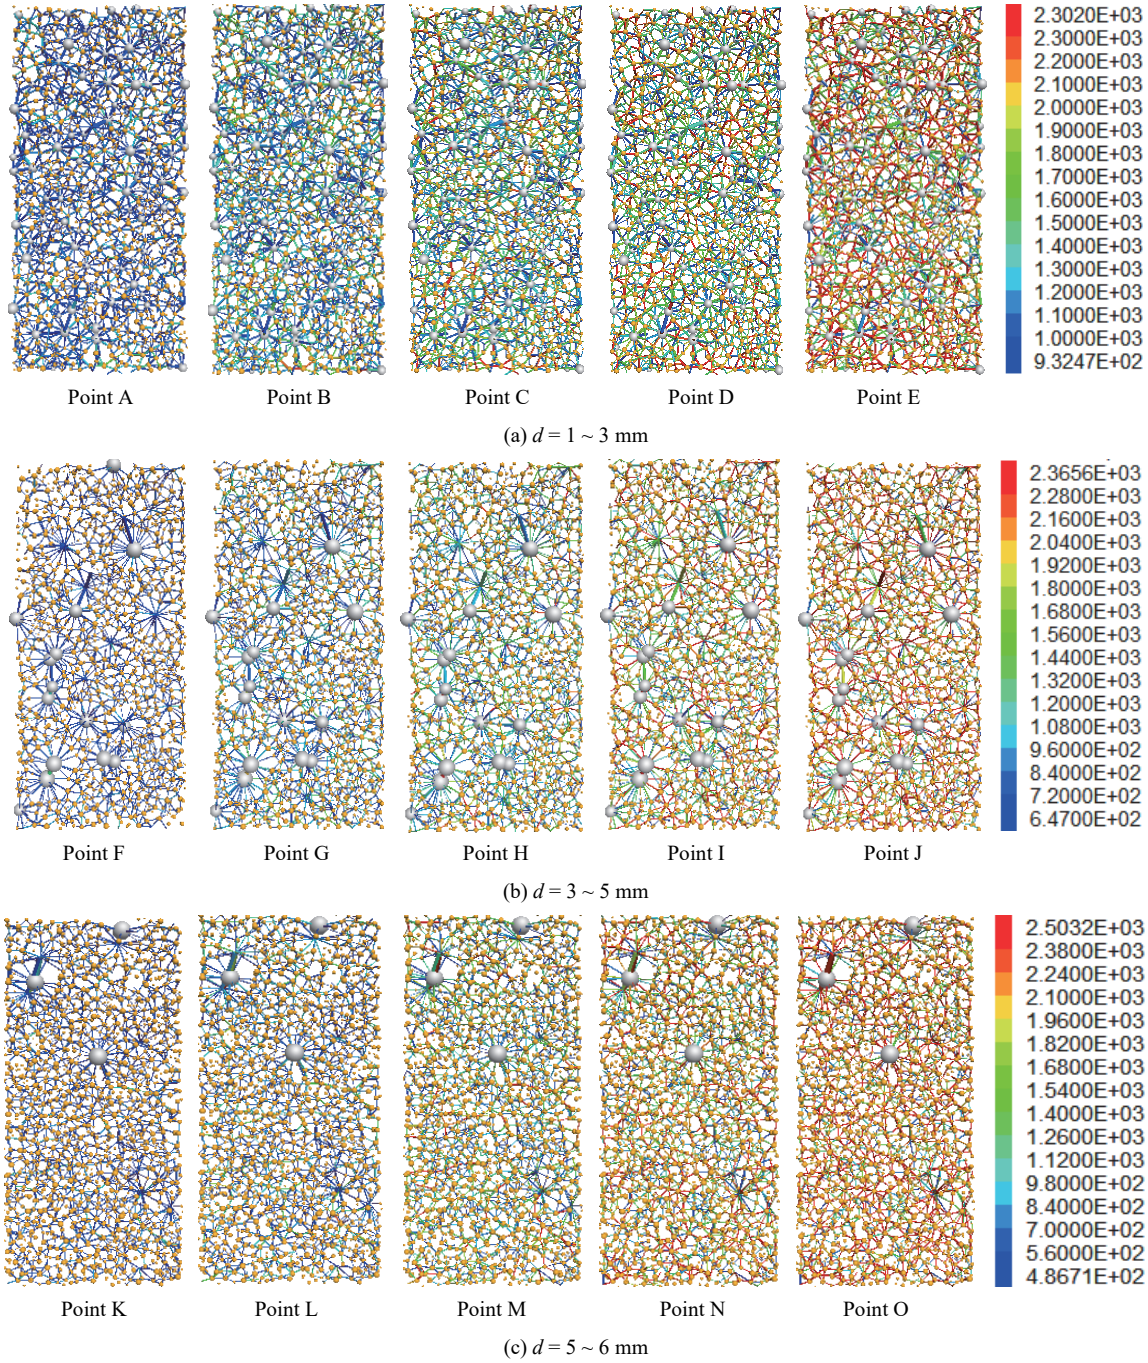 2.3020E+03
2.3000E+03
2.2000E+03
2.1000E+03
2.0000E+03
1.9000E+03
1.8000E+03
1.7000E+03
1.6000E+03
1.5000E+03
1.4000E+03
1.3000E+03
1.2000E+03
1.1000E+03
1.0000E+03
9.3247E+02
Point A Point B Point C Point D Point E
(a) d = 1 ~ 3 mm
2.3656E+03
2.2800E+03
2.1600E+03
2.0400E+03
1.9200E+03
1.8000E+03
1.6800E+03
1.5600E+03
1.4400E+03
1.3200E+03
1.2000E+03
1.0800E+03
9.6000E+02
8.4000E+02
7.2000E+02
6.4700E+02
Point F Point G Point H Point I Point J
(b) d = 3 ~ 5 mm
2.5032E+03
2.3800E+03
2.2400E+03
2.1000E+03
1.9600E+03
1.8200E+03
1.6800E+03
1.5400E+03
1.4000E+03
1.2600E+03
1.1200E+03
9.8000E+02
8.4000E+02
7.0000E+02
5.6000E+02
4.8671E+02
Point K Point L Point M Point N Point O
(c) d = 5 ~ 6 mm